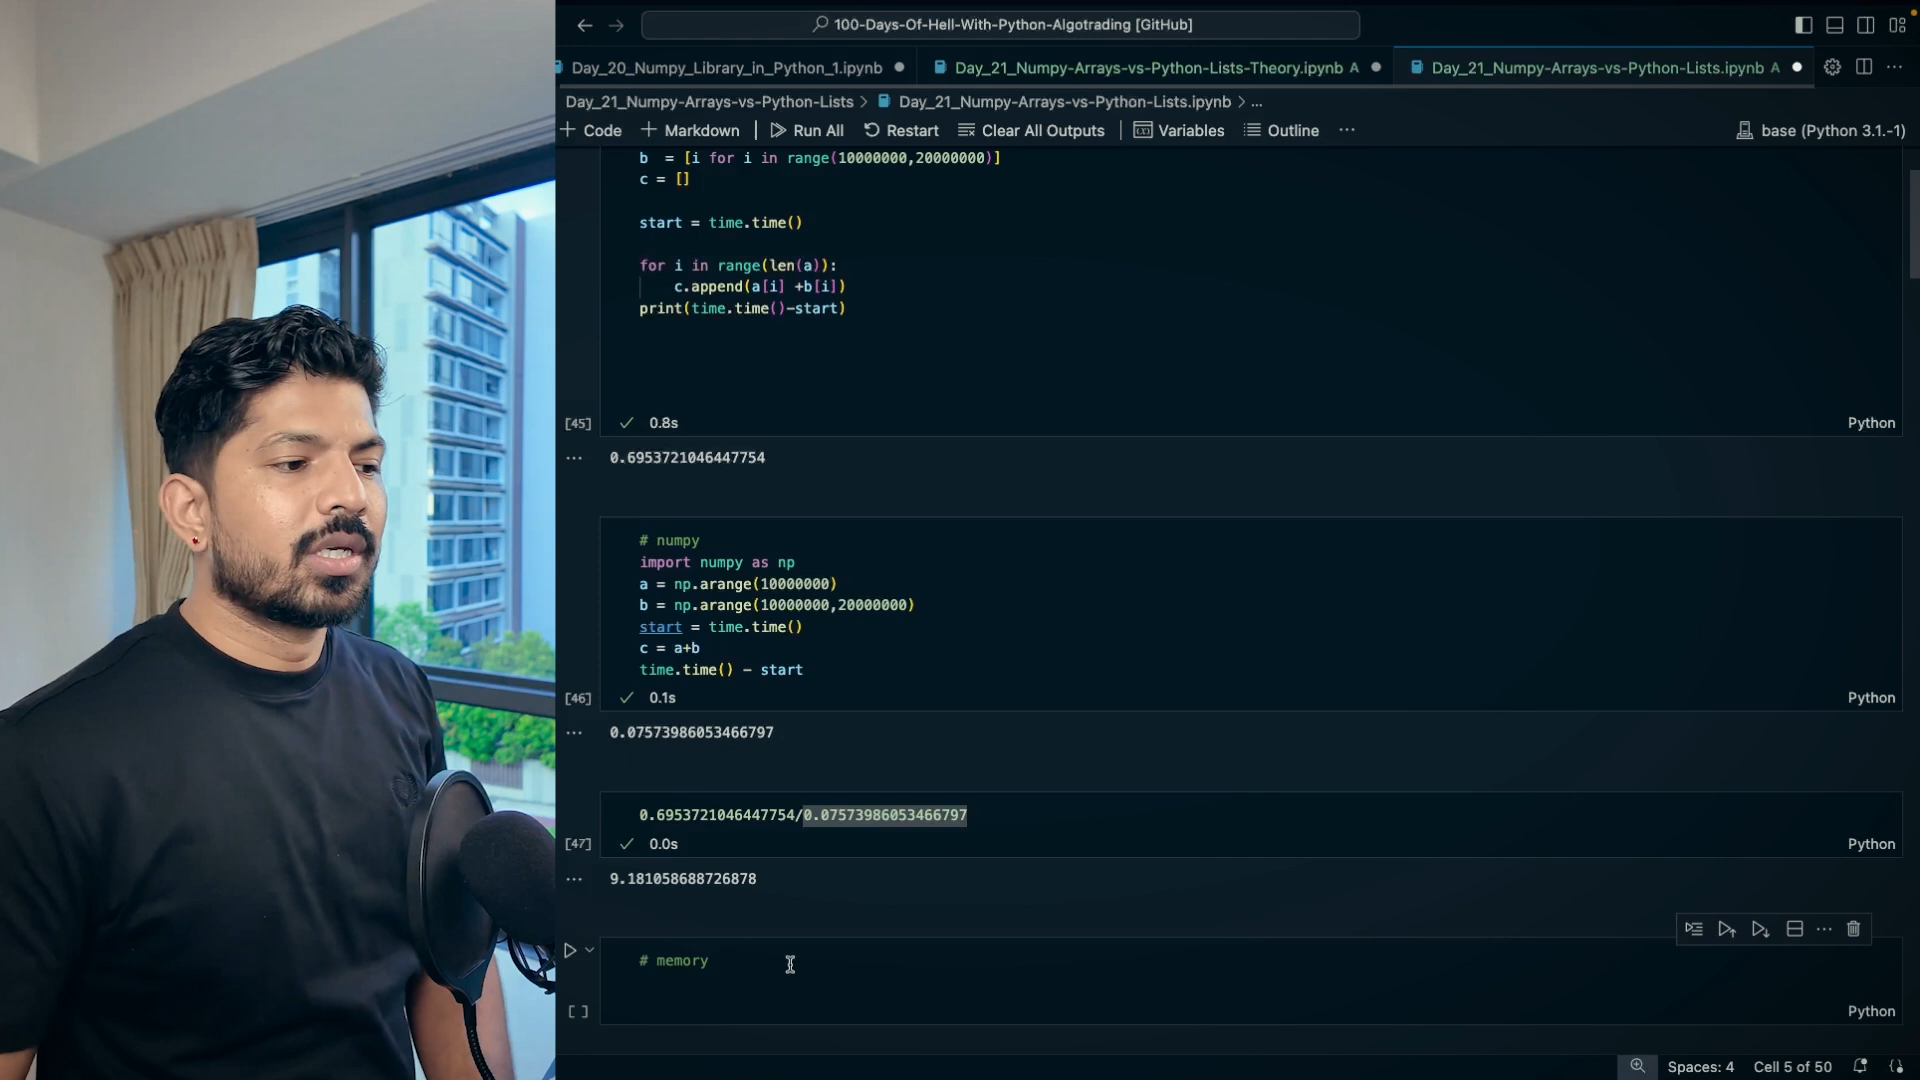 100-Days-Of-Hell-With-Python-Algotrading [GitHub]
Day_20_Numpy_Library_in_Python_1.ipynb
Day_21_Numpy-Arrays-vs-Python-Lists-Theory.ipynb A
Day_21_Numpy-Arrays-vs-Python-Lists.ipynb A
Day_21_Numpy-Arrays-vs-Python-Lists > Day_21_Numpy-Arrays-vs-Python-Lists.ipynb > ...
+ Code + Markdown | Run All Restart Clear All Outputs | Variables Outline ... base (Python 3.1.-1)
b = [i for i in range(10000000,20000000)]
c = []
start = time.time()
for i in range(len(a)):
c.append(a[i] +b[i])
print(time.time()-start)
[45] 0.8s Python
0.6953721046447754
# numpy
import numpy as np
a = np.arange(10000000)
b = np.arange(10000000,20000000)
start = time.time()
c = a+b
time.time() - start
[46] 0.1s Python
0.07573986053466797
0.6953721046447754/0.07573986053466797
[47] 0.0s Python
9.181058688726878
# memory
[ ] Python
Spaces: 4 Cell 5 of 50